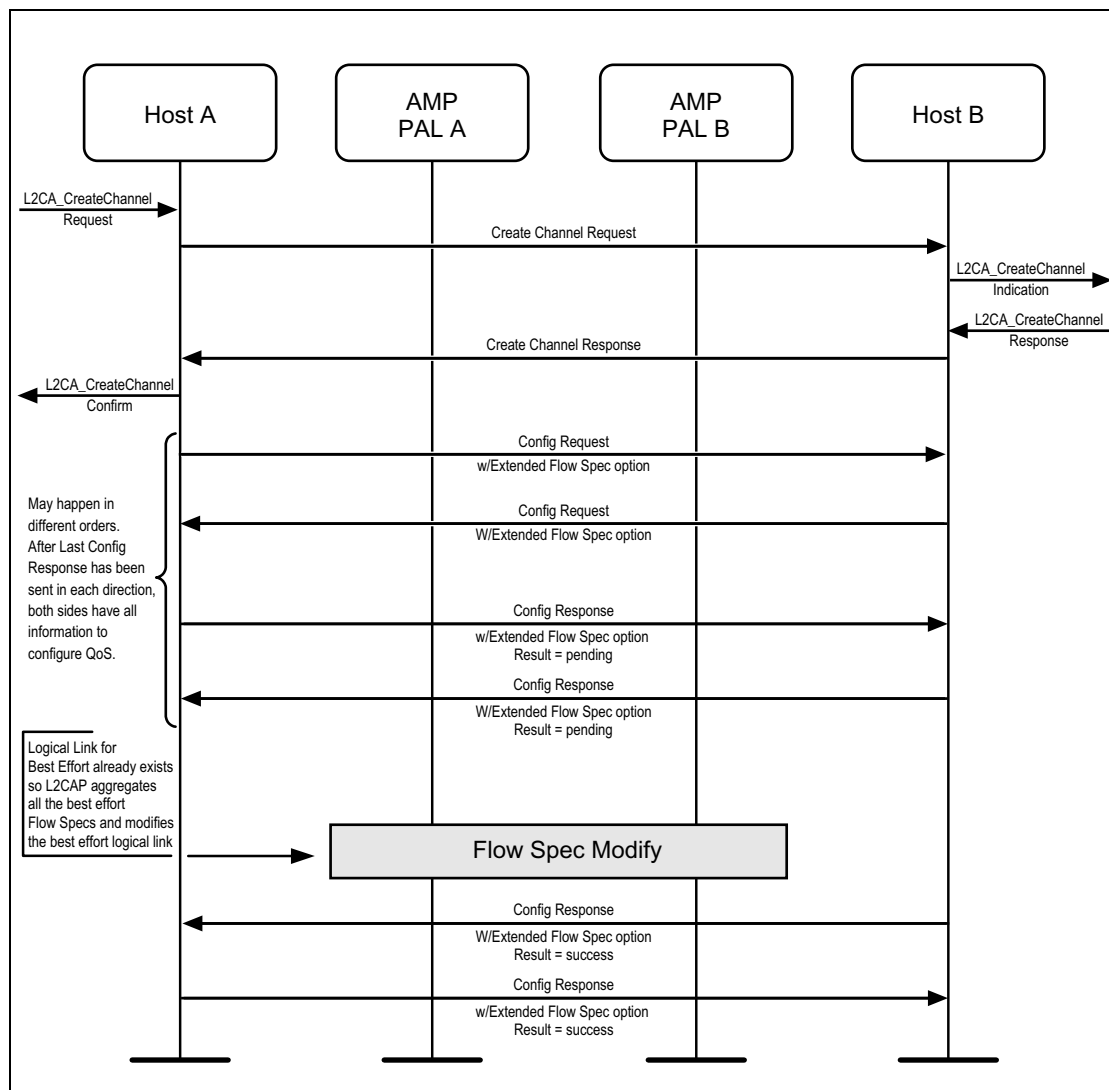 Host A
AMP
PAL A
AMP
PAL B
Host B
L2CA_CreateChannel
Request
Create Channel Request
L2CA_CreateChannel
Indication
L2CA_CreateChannel
Response
Create Channel Response
L2CA_CreateChannel
Confirm
Config Request
w/Extended Flow Spec option
May happen in
different orders.
After Last Config
Response has been
sent in each direction,
both sides have all
information to
configure QoS.
Config Request
W/Extended Flow Spec option
Config Response
w/Extended Flow Spec option
Result = pending
Config Response
W/Extended Flow Spec option
Result = pending
Logical Link for
Best Effort already exists
so L2CAP aggregates
all the best effort
Flow Specs and modifies
the best effort logical link
Flow Spec Modify
Config Response
W/Extended Flow Spec option
Result = success
Config Response
w/Extended Flow Spec option
Result = success